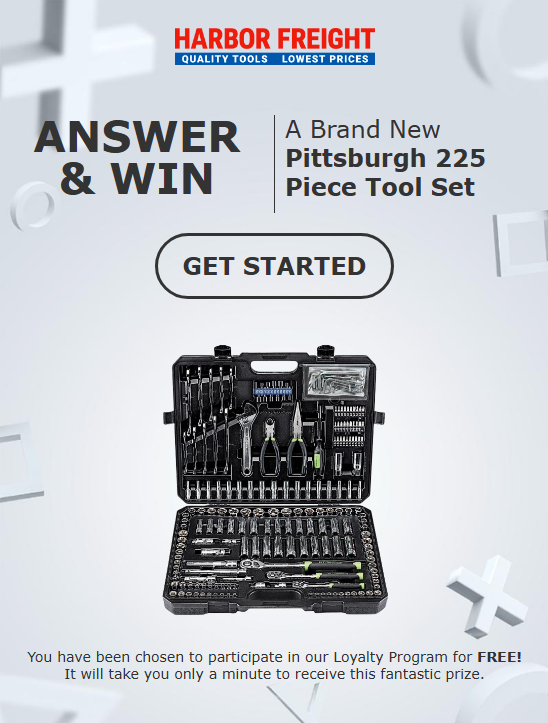 HARBOR FREIGHT
QUALITY TOOLS LOWEST PRICES
ANSWER
& WIN
A Brand New
Pittsburgh 225
Piece Tool Set
GET STARTED
You have been chosen to participate in our Loyalty Program for FREE!
It will take you only a minute to receive this fantastic prize.